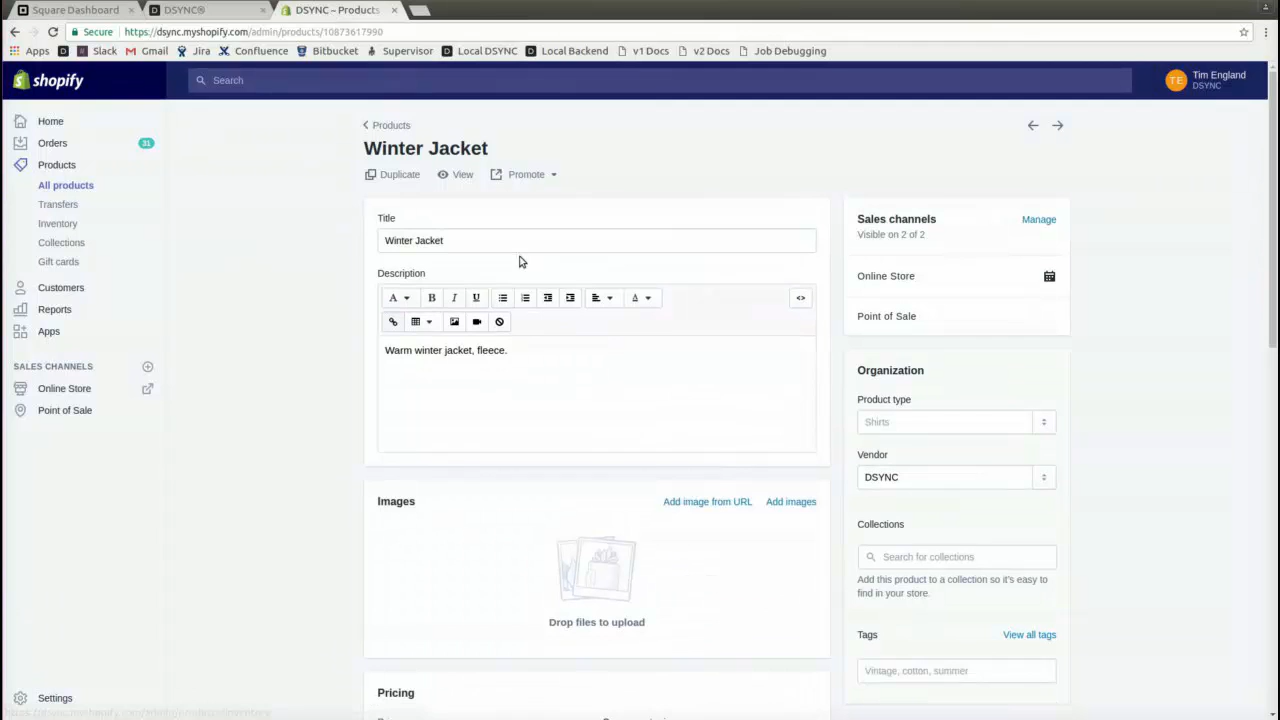 Square Dashboard
DSYNC®
DSYNC – Products
Secure https://dsync.myshopify.com/admin/products/10873617990
Apps Slack Gmail Jira Confluence Bitbucket Supervisor Local DSYNC Local Backend v1 Docs v2 Docs Job Debugging
shopify
Search
TE
Tim England
DSYNC
Home
Orders 31
Products
All products
Transfers
Inventory
Collections
Gift cards
Customers
Reports
Apps
SALES CHANNELS
Online Store
Point of Sale
Settings
Products
Winter Jacket
Duplicate View Promote
Title
Winter Jacket
Description
A B I U A <>
Warm winter jacket, fleece.
Images Add image from URL Add images
Drop files to upload
Pricing
Sales channels Manage
Visible on 2 of 2
Online Store
Point of Sale
Organization
Product type
Shirts
Vendor
DSYNC
Collections
Search for collections
Add this product to a collection so it's easy to
find in your store.
Tags View all tags
Vintage, cotton, summer